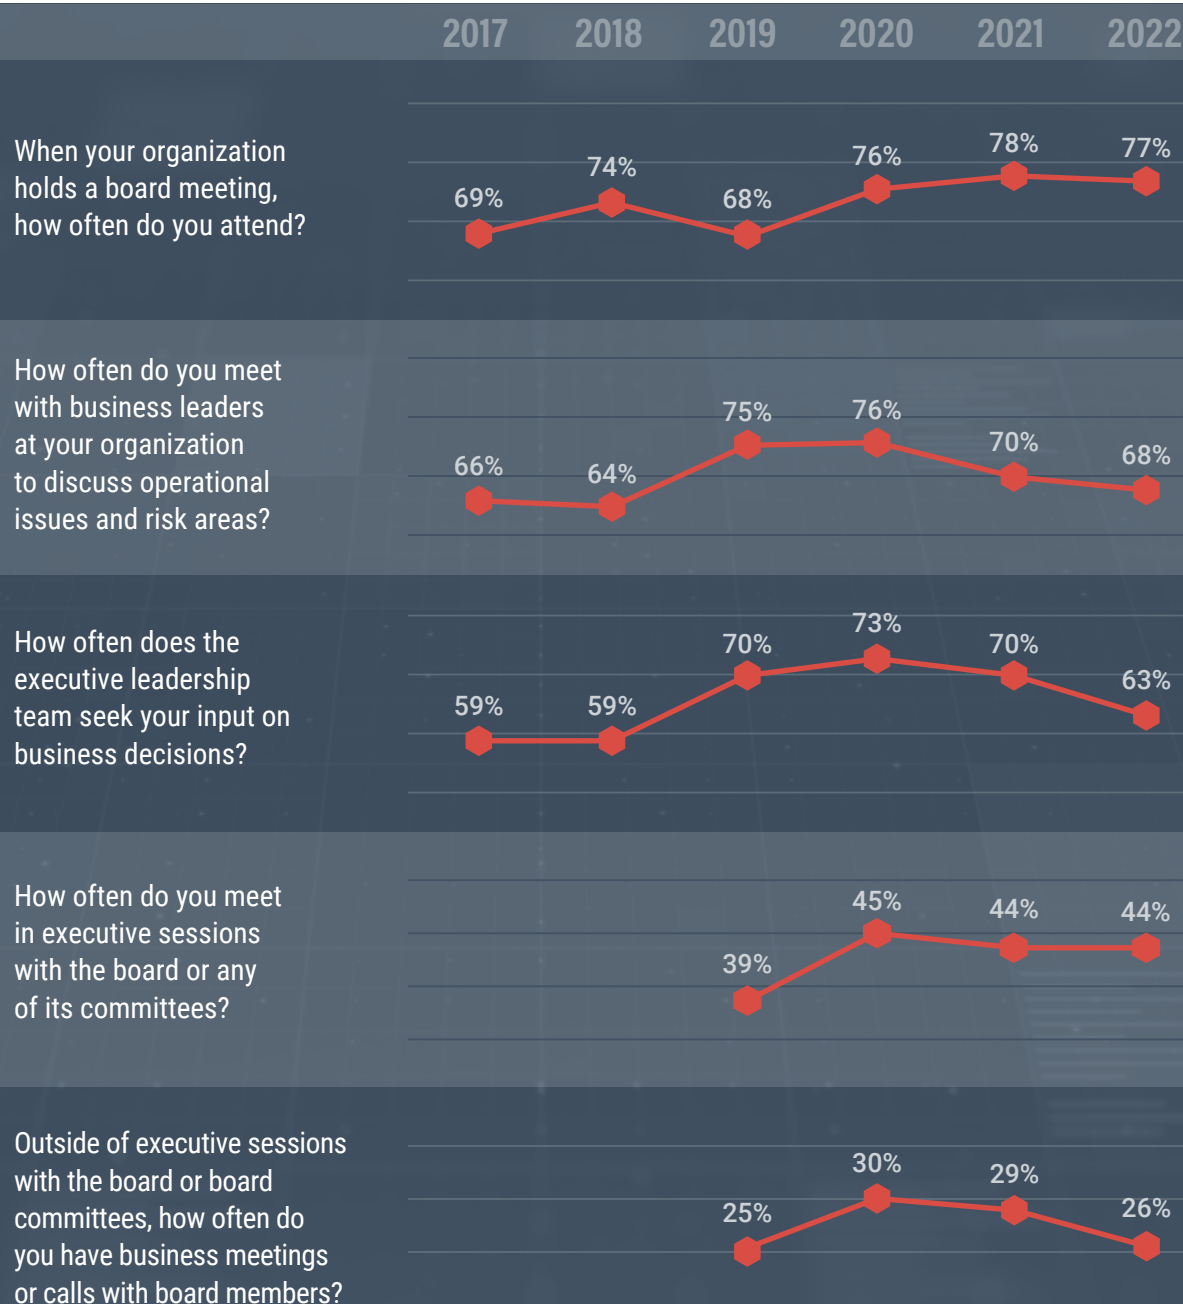 2017 2018 2019 2020 2021 2022
When your organization
holds a board meeting,
how often do you attend?
69% 74% 68% 76% 78% 77%
How often do you meet
with business leaders
at your organization
to discuss operational
issues and risk areas?
66% 64% 75% 76% 70% 68%
How often does the
executive leadership
team seek your input on
business decisions?
59% 59% 70% 73% 70% 63%
How often do you meet
in executive sessions
with the board or any
of its committees?
39% 45% 44% 44%
Outside of executive sessions
with the board or board
committees, how often do
you have business meetings
or calls with board members?
25% 30% 29% 26%